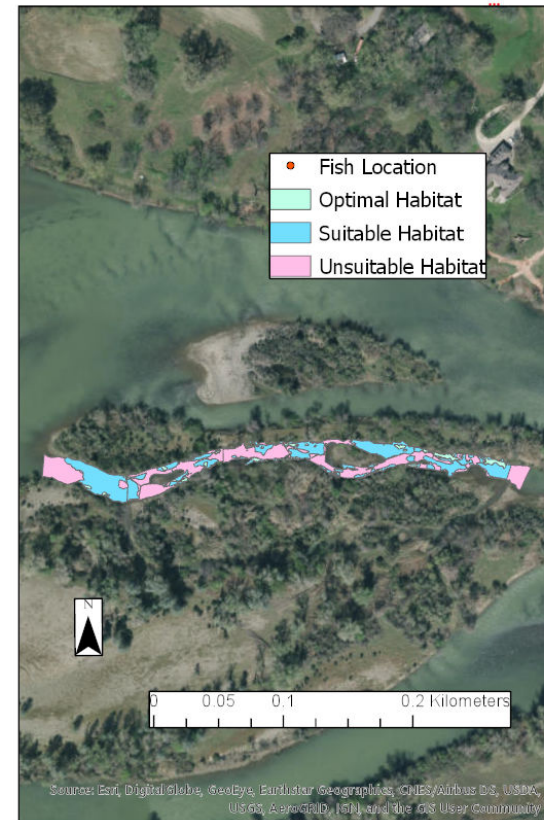 Fish Location
Optimal Habitat
Suitable Habitat
Unsuitable Habitat
N
0 0.05 0.1 0.2 Kilometers
Source: Esri, DigitalGlobe, GeoEye, Earthstar Geographics, CNES/Airbus DS, USDA,
USGS, AeroGRID, IGN, and the GIS User Community